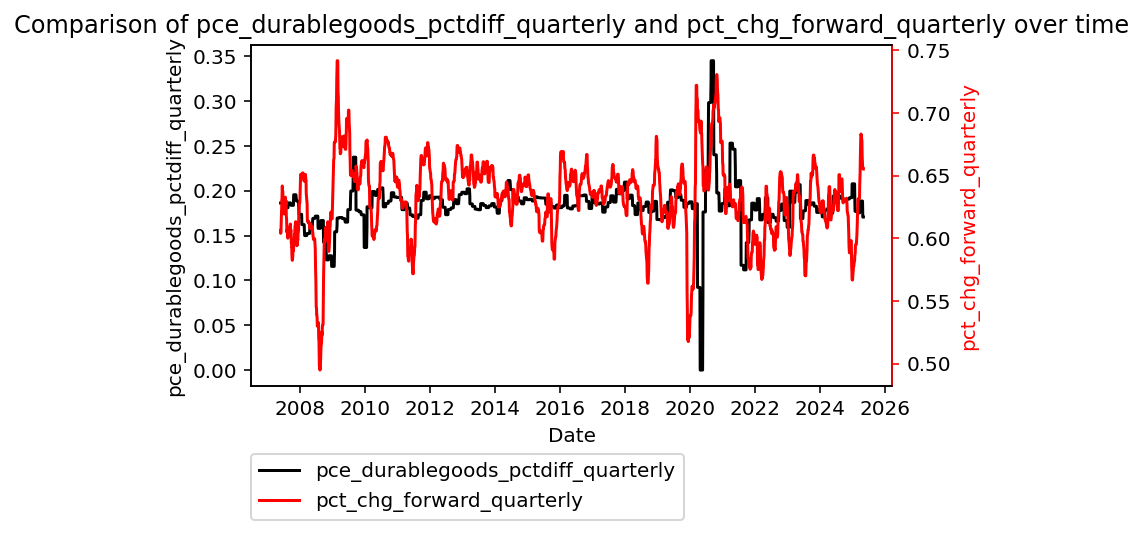 Comparison of pce_durablegoods_pctdiff_quarterly and pct_chg_forward_quarterly over time
pce_durablegoods_pctdiff_quarterly
0.35
0.30
0.25
0.20
0.15
0.10
0.05
0.00
0.75
0.70
0.65
0.60
0.55
0.50
pct_chg_forward_quarterly
2008 2010 2012 2014 2016 2018 2020 2022 2024 2026
Date
pce_durablegoods_pctdiff_quarterly
pct_chg_forward_quarterly